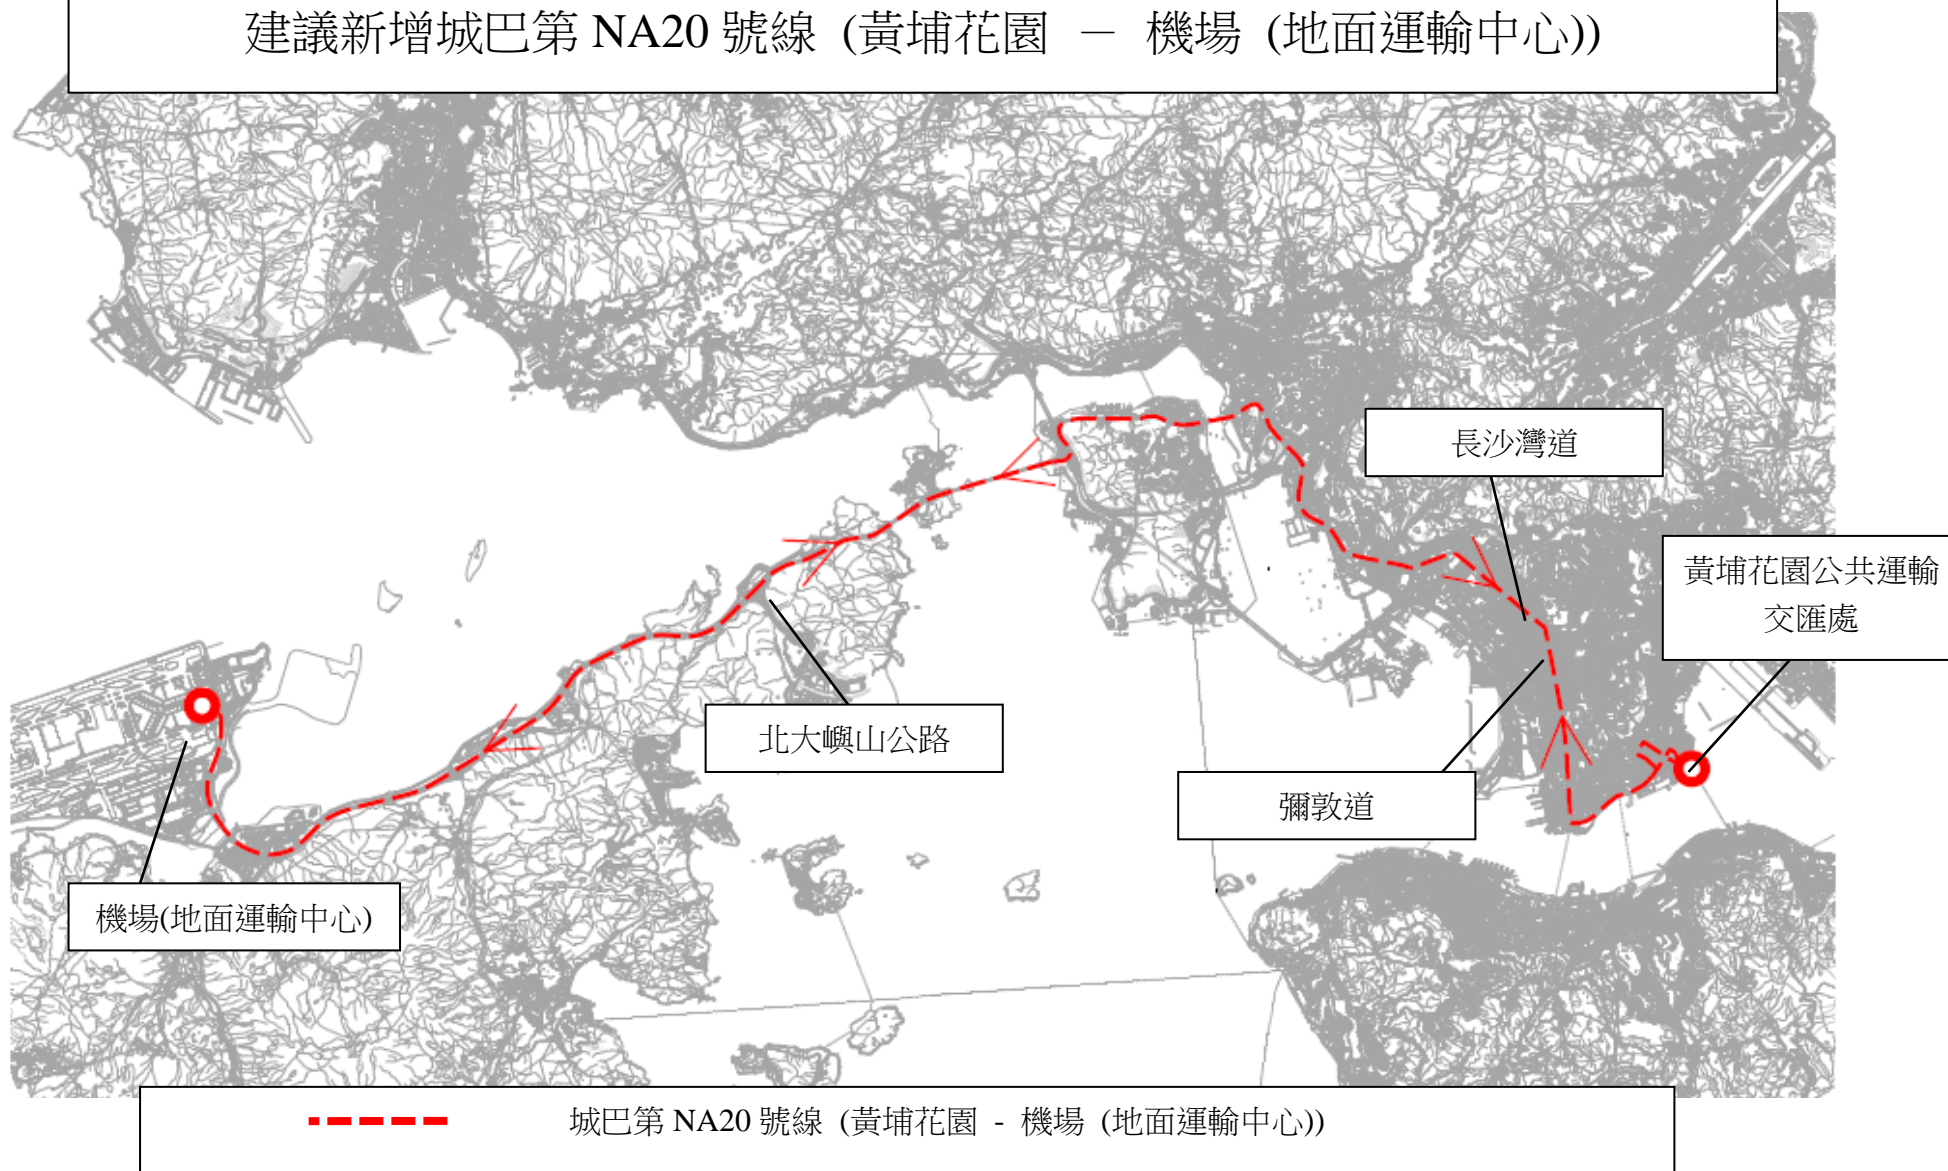 建議新增城巴第 NA20 號線 (黃埔花園 － 機場 (地面運輸中心))
長沙灣道
黃埔花園公共運輸
交匯處
北大嶼山公路
彌敦道
機場(地面運輸中心)
城巴第 NA20 號線 (黃埔花園 - 機場 (地面運輸中心))